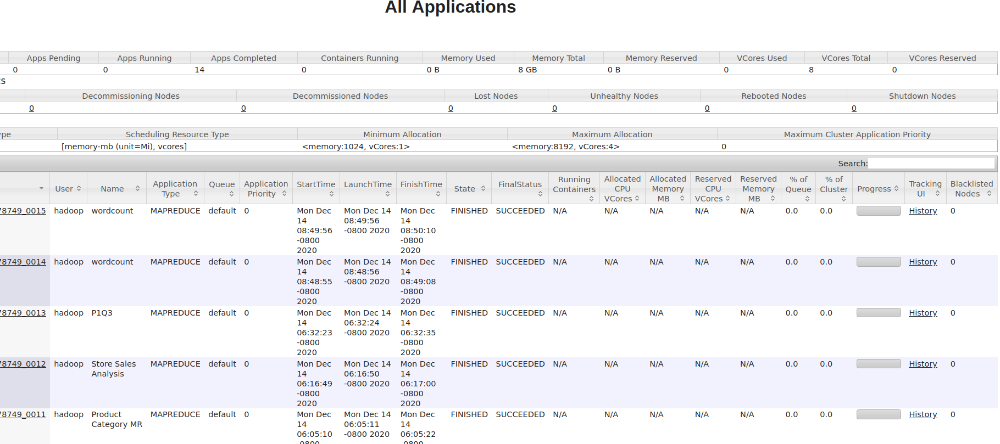 All Applications
Apps Pending Apps Running Apps Completed Containers Running Memory Used Memory Total Memory Reserved VCores Used VCores Total VCores Reserved
0 0 14 0 0 B 8 GB 0 B 0 8 0
cs
Decommissioning Nodes Decommissioned Nodes Lost Nodes Unhealthy Nodes Rebooted Nodes Shutdown Nodes
0 0 0 0 0 0
ype Scheduling Resource Type Minimum Allocation Maximum Allocation Maximum Cluster Application Priority
[memory-mb (unit=Mi), vcores] <memory:1024, vCores:1> <memory:8192, vCores:4> 0
Search:
User Name Application Type Queue Application Priority StartTime LaunchTime FinishTime State FinalStatus Running Containers Allocated CPU VCores Allocated Memory MB Reserved CPU VCores Reserved Memory MB % of Queue % of Cluster Progress Tracking UI Blacklisted Nodes
78749_0015 hadoop wordcount MAPREDUCE default 0 Mon Dec 14 08:49:56 -0800 2020 Mon Dec 14 08:49:56 -0800 2020 Mon Dec 14 08:50:10 -0800 2020 FINISHED SUCCEEDED N/A N/A N/A N/A N/A 0.0 0.0 History 0
78749_0014 hadoop wordcount MAPREDUCE default 0 Mon Dec 14 08:48:55 -0800 2020 Mon Dec 14 08:48:56 -0800 2020 Mon Dec 14 08:49:08 -0800 2020 FINISHED SUCCEEDED N/A N/A N/A N/A N/A 0.0 0.0 History 0
78749_0013 hadoop P1Q3 MAPREDUCE default 0 Mon Dec 14 06:32:23 -0800 2020 Mon Dec 14 06:32:24 -0800 2020 Mon Dec 14 06:32:35 -0800 2020 FINISHED SUCCEEDED N/A N/A N/A N/A N/A 0.0 0.0 History 0
78749_0012 hadoop Store Sales Analysis MAPREDUCE default 0 Mon Dec 14 06:16:49 -0800 2020 Mon Dec 14 06:16:50 -0800 2020 Mon Dec 14 06:17:00 -0800 2020 FINISHED SUCCEEDED N/A N/A N/A N/A N/A 0.0 0.0 History 0
78749_0011 hadoop Product Category MR MAPREDUCE default 0 Mon Dec 14 06:05:10 -0800 Mon Dec 14 06:05:11 -0800 2020 Mon Dec 14 06:05:22 -0800 FINISHED SUCCEEDED N/A N/A N/A N/A N/A 0.0 0.0 History 0